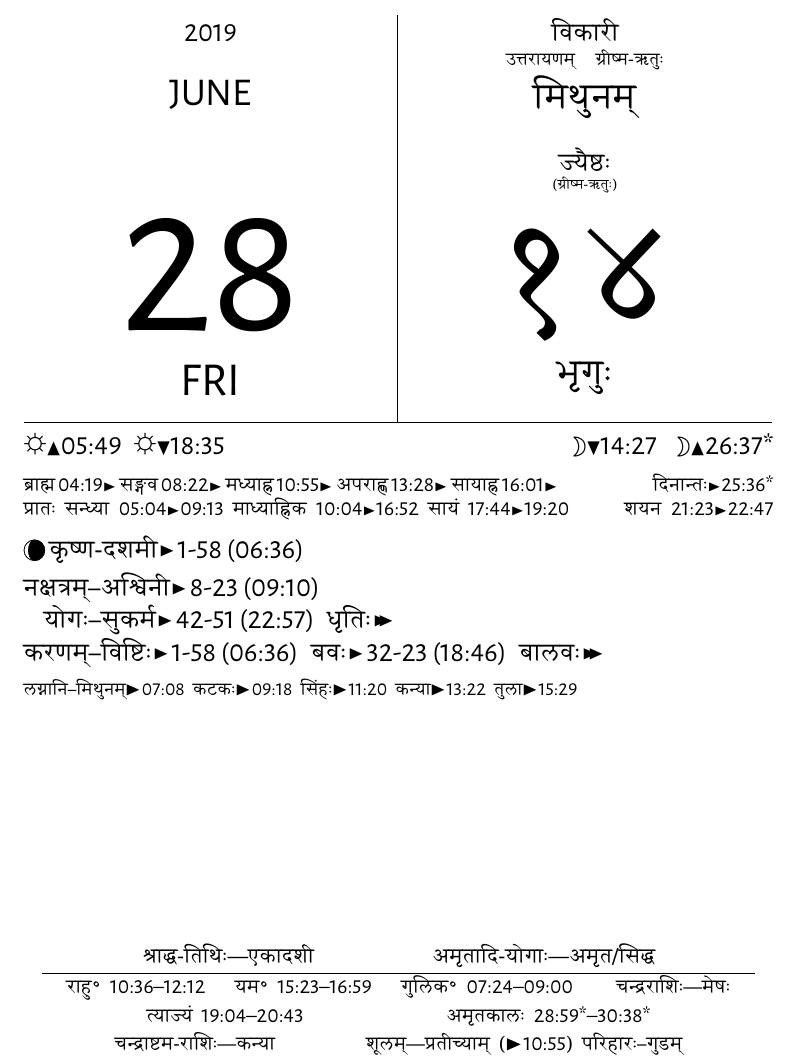 2019
JUNE
28
FRI
विकारी
उत्तरायणम् ग्रीष्म-ऋतुः
मिथुनम्
ज्यैष्ठः
(ग्रीष्म-ऋतुः)
१४
भृगुः
☼▲05:49 ☼▼18:35 ☽▼14:27 ☽▲26:37*
ब्राह्म 04:19► सङ्गव 08:22► मध्याह्न 10:55► अपराह्ण 13:28► सायाह्न 16:01► दिनान्तः►25:36*
प्रातः सन्ध्या 05:04►09:13 माध्याह्निक 10:04►16:52 सायं 17:44►19:20 शयन 21:23►22:47
कृष्ण-दशमी►1-58 (06:36)
नक्षत्रम्–अश्विनी►8-23 (09:10)
योगः–सुकर्म►42-51 (22:57) धृतिः►►
करणम्–विष्टिः►1-58 (06:36) बवः►32-23 (18:46) बालवः►►
लग्नानि–मिथुनम्►07:08 कटकः►09:18 सिंहः►11:20 कन्या►13:22 तुला►15:29
श्राद्ध-तिथिः—एकादशी अमृतादि-योगाः—अमृत/सिद्ध
राहु° 10:36–12:12 यम° 15:23–16:59 गुलिक° 07:24–09:00 चन्द्रराशिः—मेषः
त्याज्यं 19:04–20:43 अमृतकालः 28:59*–30:38*
चन्द्राष्टम-राशिः—कन्या शूलम्—प्रतीच्याम् (►10:55) परिहारः–गुडम्